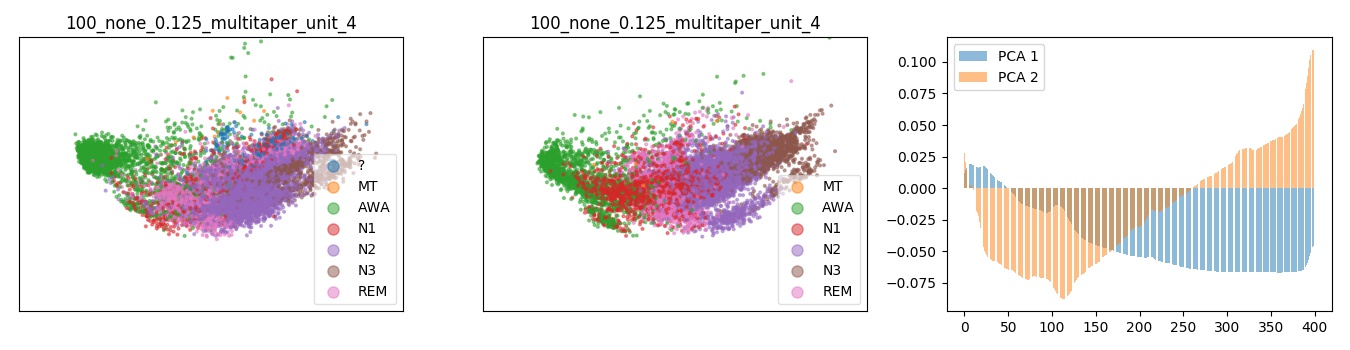 100_none_0.125_multitaper_unit_4
?
MT
AWA
N1
N2
N3
REM
100_none_0.125_multitaper_unit_4
MT
AWA
N1
N2
N3
REM
PCA 1
PCA 2
0.100
0.075
0.050
0.025
0.000
−0.025
−0.050
−0.075
0 50 100 150 200 250 300 350 400